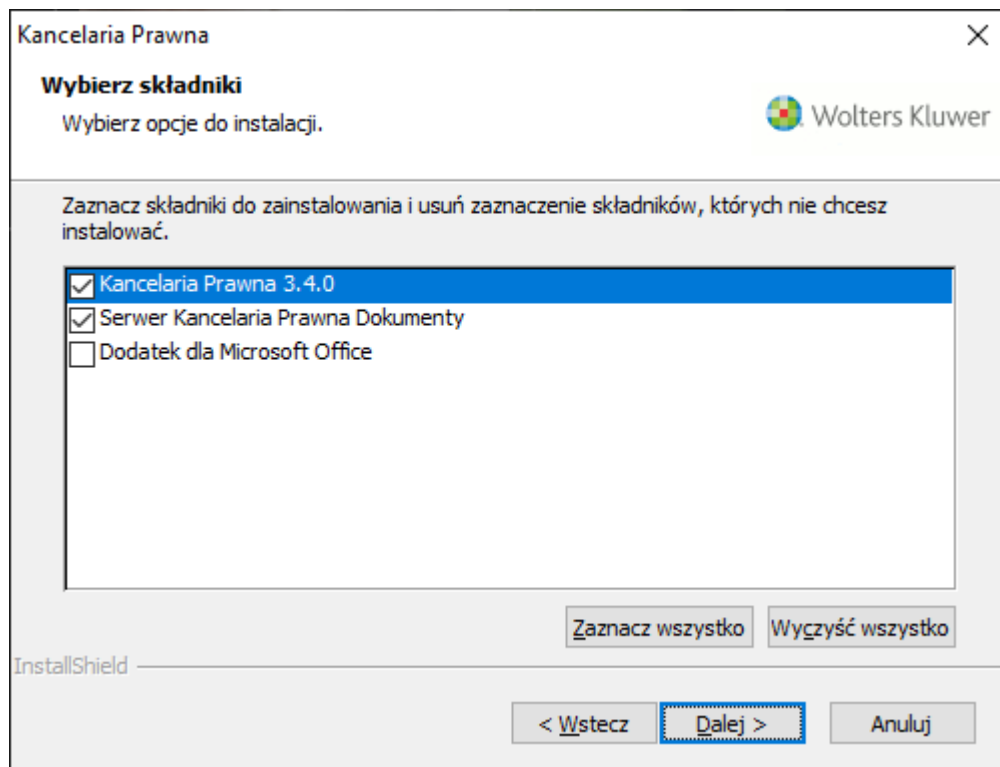 Kancelaria Prawna
Wybierz składniki
Wybierz opcje do instalacji.
Wolters Kluwer
Zaznacz składniki do zainstalowania i usuń zaznaczenie składników, których nie chcesz
instalować.
Kancelaria Prawna 3.4.0
Serwer Kancelaria Prawna Dokumenty
Dodatek dla Microsoft Office
Zaznacz wszystko Wyczyść wszystko
InstallShield
< Wstecz Dalej > Anuluj